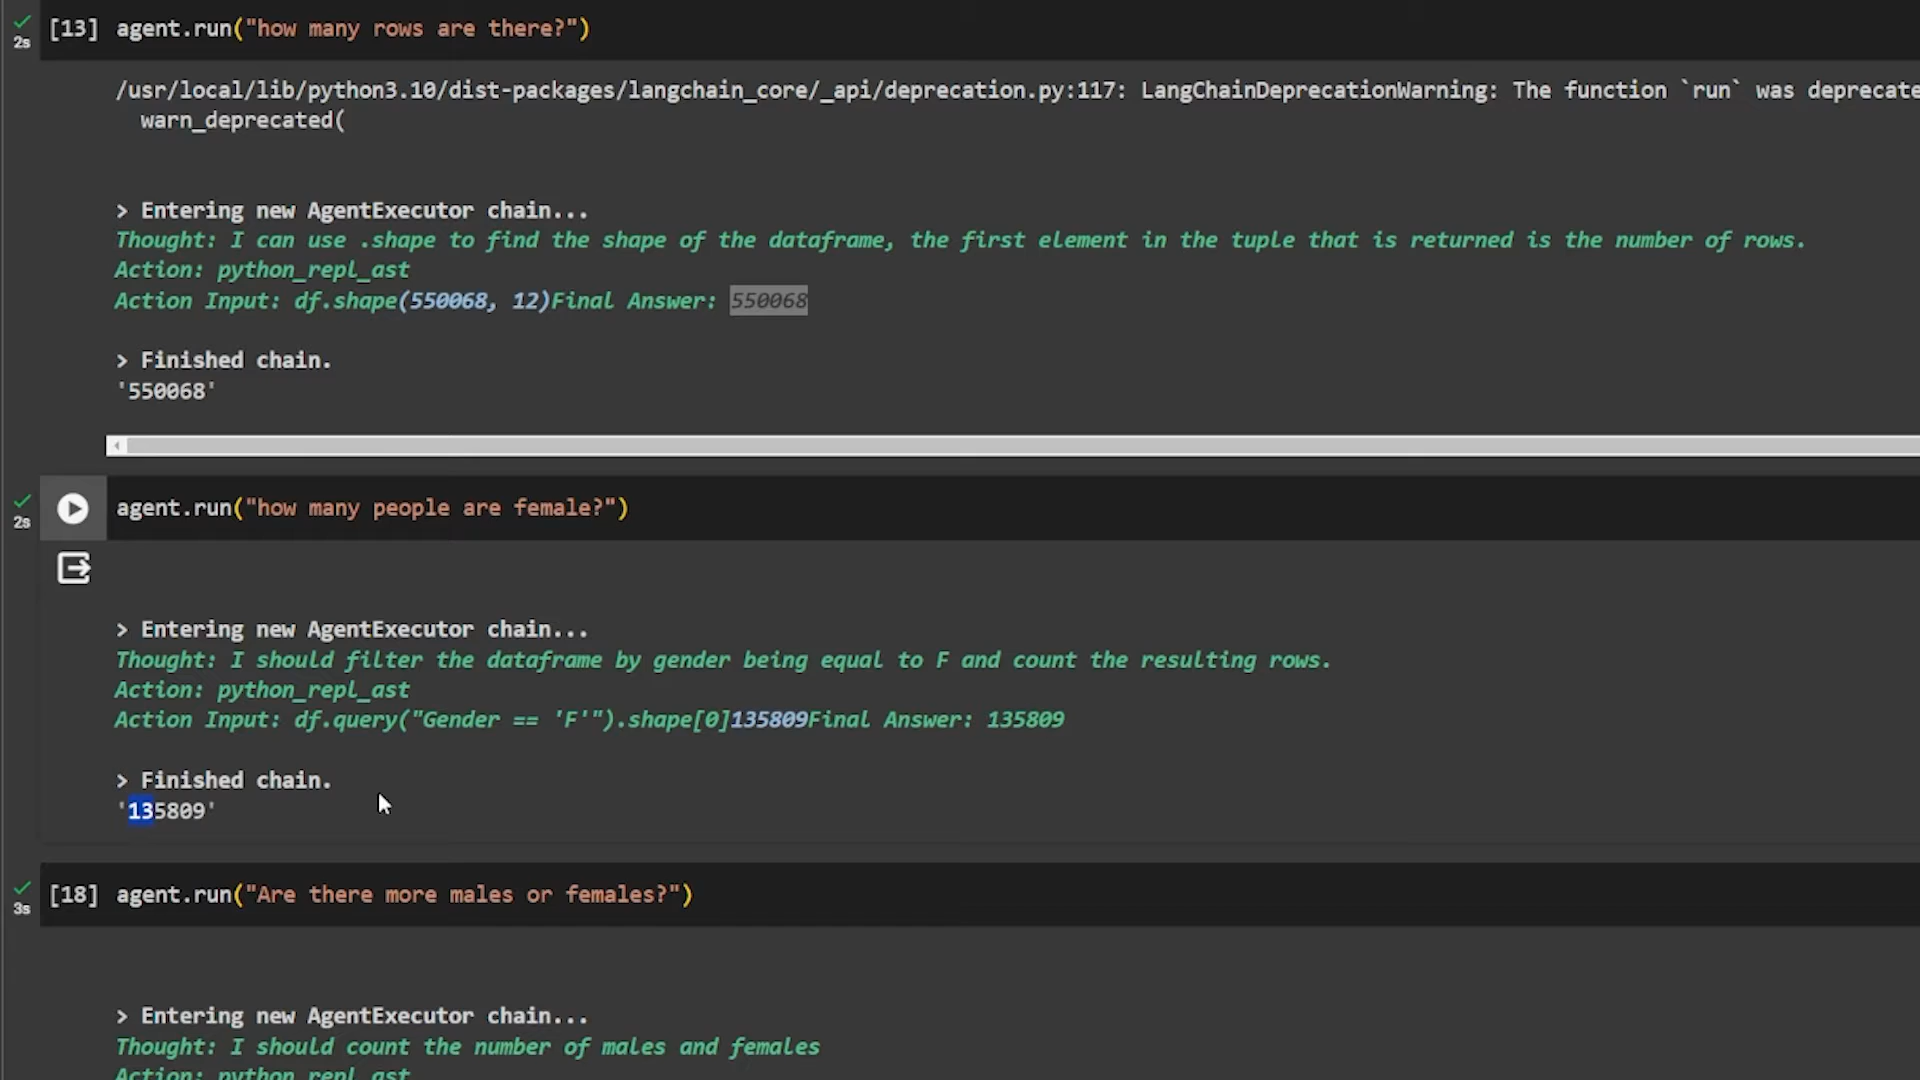 [13] agent.run("how many rows are there?")
2s
/usr/local/lib/python3.10/dist-packages/langchain_core/_api/deprecation.py:117: LangChainDeprecationWarning: The function `run` was deprecate
warn_deprecated(
> Entering new AgentExecutor chain...
Thought: I can use .shape to find the shape of the dataframe, the first element in the tuple that is returned is the number of rows.
Action: python_repl_ast
Action Input: df.shape(550068, 12)Final Answer: 550068
> Finished chain.
'550068'
agent.run("how many people are female?")
2s
> Entering new AgentExecutor chain...
Thought: I should filter the dataframe by gender being equal to F and count the resulting rows.
Action: python_repl_ast
Action Input: df.query("Gender == 'F'").shape[0]135809Final Answer: 135809
> Finished chain.
'135809'
[18] agent.run("Are there more males or females?")
3s
> Entering new AgentExecutor chain...
Thought: I should count the number of males and females
Action: python_repl_ast